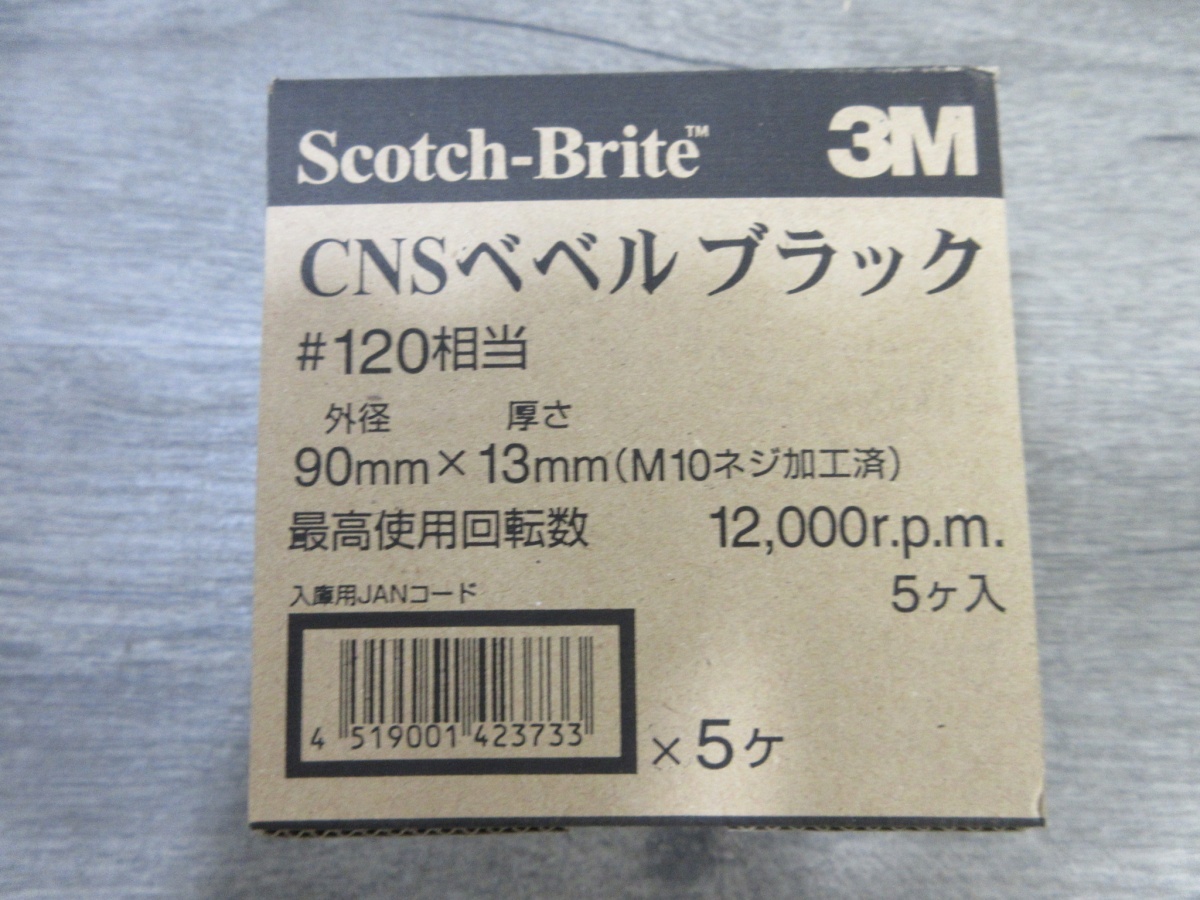 Scotch-Brite™ 3M
CNSベベル ブラック
#120相当
外径 厚さ
90mm×13mm(M10ネジ加工済)
最高使用回転数 12,000r.p.m.
5ヶ入
入庫用JANコード
4 519001 423733
×5ヶ